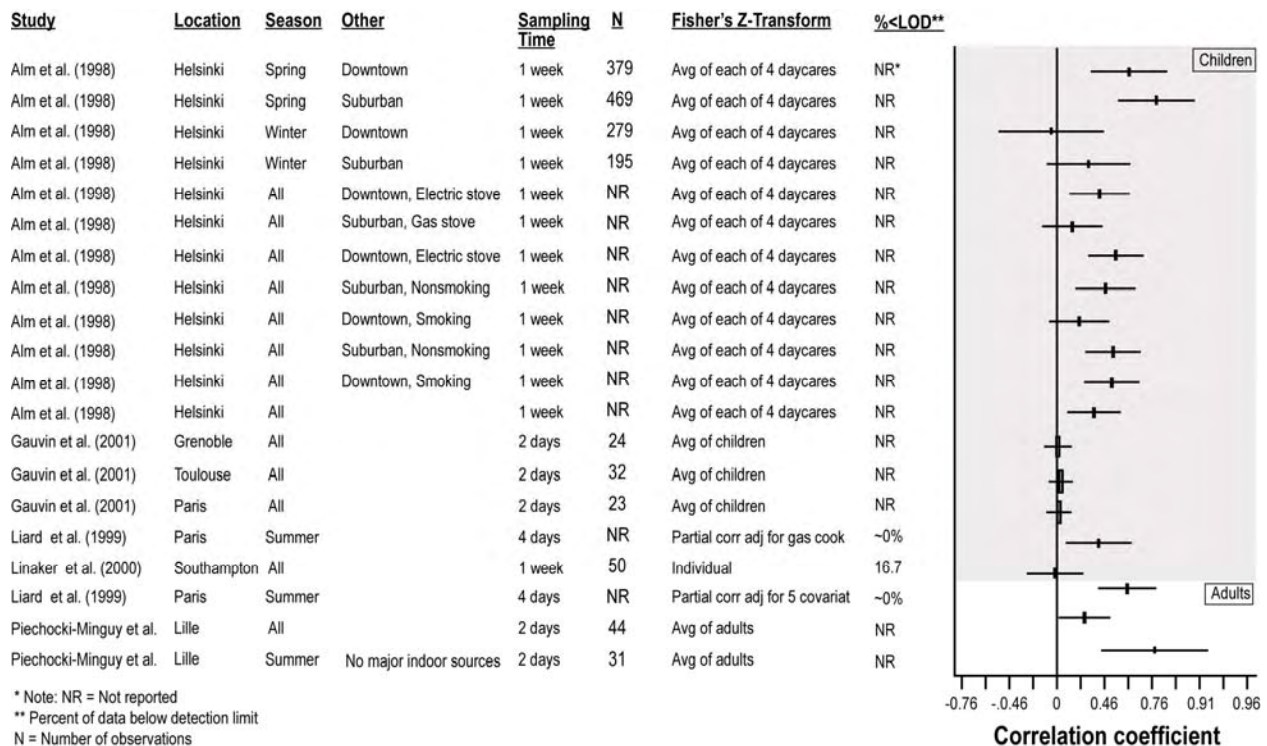 Study Location Season Other Sampling Time N Fisher's Z-Transform %<LOD**
Children
Alm et al. (1998) Helsinki Spring Downtown 1 week 379 Avg of each of 4 daycares NR*
Alm et al. (1998) Helsinki Spring Suburban 1 week 469 Avg of each of 4 daycares NR
Alm et al. (1998) Helsinki Winter Downtown 1 week 279 Avg of each of 4 daycares NR
Alm et al. (1998) Helsinki Winter Suburban 1 week 195 Avg of each of 4 daycares NR
Alm et al. (1998) Helsinki All Downtown, Electric stove 1 week NR Avg of each of 4 daycares NR
Alm et al. (1998) Helsinki All Suburban, Gas stove 1 week NR Avg of each of 4 daycares NR
Alm et al. (1998) Helsinki All Downtown, Electric stove 1 week NR Avg of each of 4 daycares NR
Alm et al. (1998) Helsinki All Suburban, Nonsmoking 1 week NR Avg of each of 4 daycares NR
Alm et al. (1998) Helsinki All Downtown, Smoking 1 week NR Avg of each of 4 daycares NR
Alm et al. (1998) Helsinki All Suburban, Nonsmoking 1 week NR Avg of each of 4 daycares NR
Alm et al. (1998) Helsinki All Downtown, Smoking 1 week NR Avg of each of 4 daycares NR
Alm et al. (1998) Helsinki All 1 week NR Avg of each of 4 daycares NR
Gauvin et al. (2001) Grenoble All 2 days 24 Avg of children NR
Gauvin et al. (2001) Toulouse All 2 days 32 Avg of children NR
Gauvin et al. (2001) Paris All 2 days 23 Avg of children NR
Liard et al. (1999) Paris Summer 4 days NR Partial corr adj for gas cook ~0%
Linaker et al. (2000) Southampton All 1 week 50 Individual 16.7
Liard et al. (1999) Paris Summer 4 days NR Partial corr adj for 5 covariat ~0%
Adults
Piechocki-Minguy et al. Lille All 2 days 44 Avg of adults NR
Piechocki-Minguy et al. Lille Summer No major indoor sources 2 days 31 Avg of adults NR
-0.76 -.0.46 0 0.46 0.76 0.91 0.96
Correlation coefficient
* Note: NR = Not reported
** Percent of data below detection limit
N = Number of observations